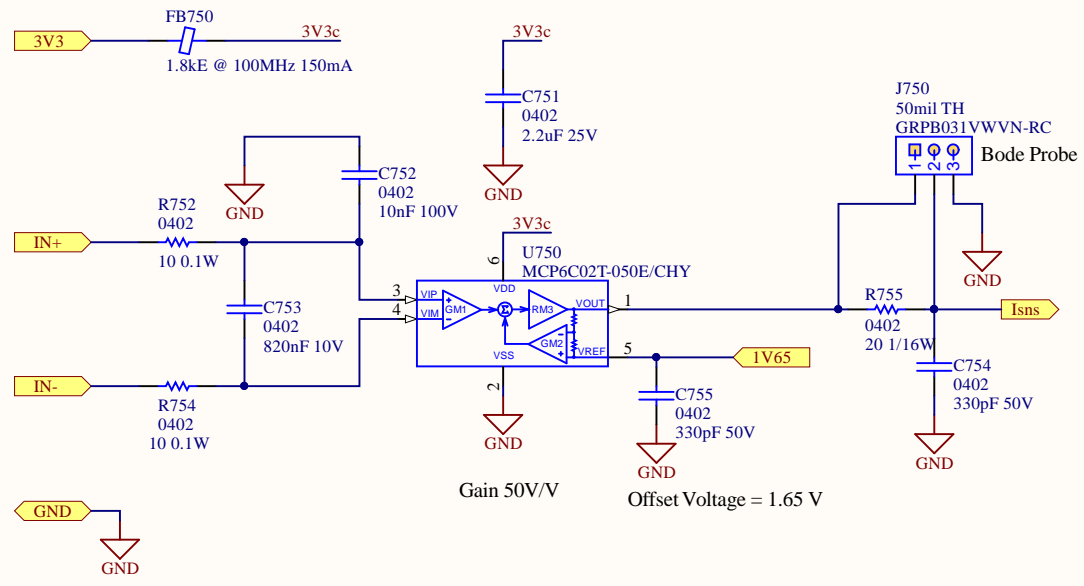 FB750
3V3
3V3c
1.8kE @ 100MHz 150mA
3V3c
C751
0402
2.2uF 25V
GND
J750
50mil TH
GRPB031VWVN-RC
1
2
3
Bode Probe
GND
C752
0402
10nF 100V
GND
R752
0402
IN+
10 0.1W
C753
0402
820nF 10V
IN-
R754
0402
10 0.1W
3V3c
U750
MCP6C02T-050E/CHY
6
VDD
3
VIP
4
VIM
GM1
Σ
RM3
VOUT
1
GM2
VREF
5
VSS
2
GND
1V65
C755
0402
330pF 50V
GND
R755
0402
20 1/16W
Isns
C754
0402
330pF 50V
GND
Gain 50V/V
Offset Voltage = 1.65 V
GND
GND